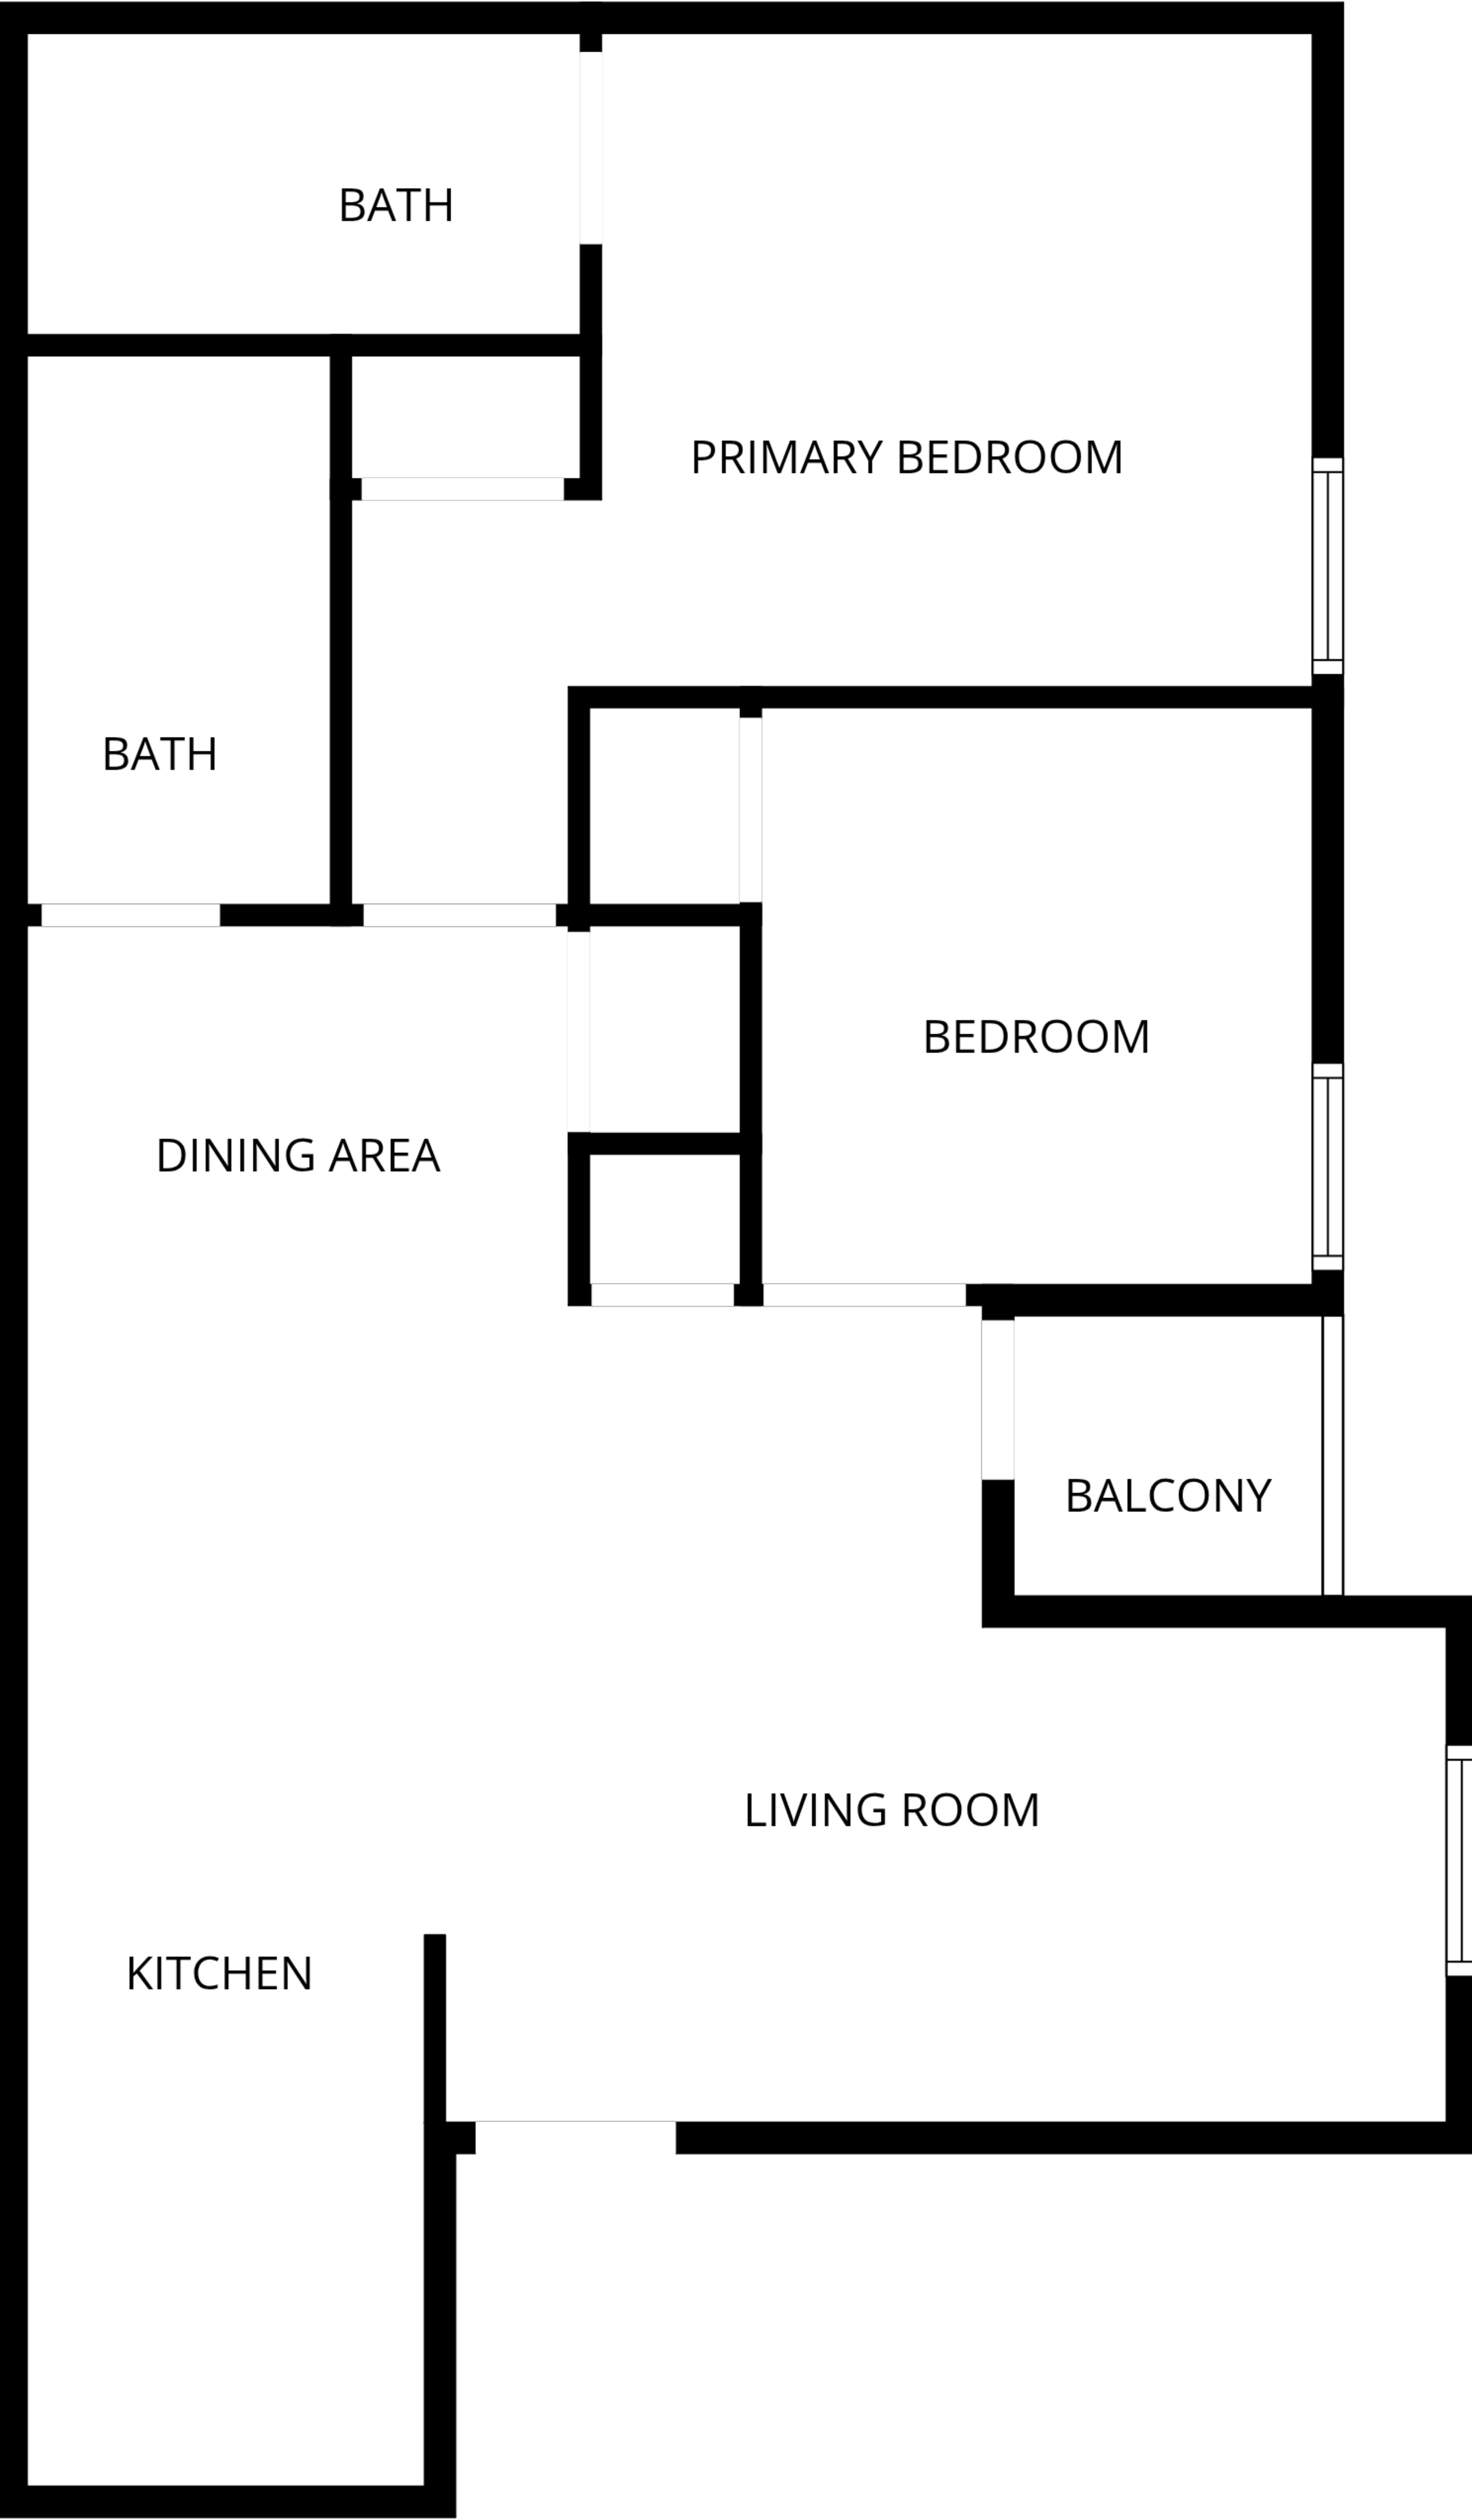 BATH
PRIMARY BEDROOM
BATH
BEDROOM
DINING AREA
BALCONY
LIVING ROOM
KITCHEN